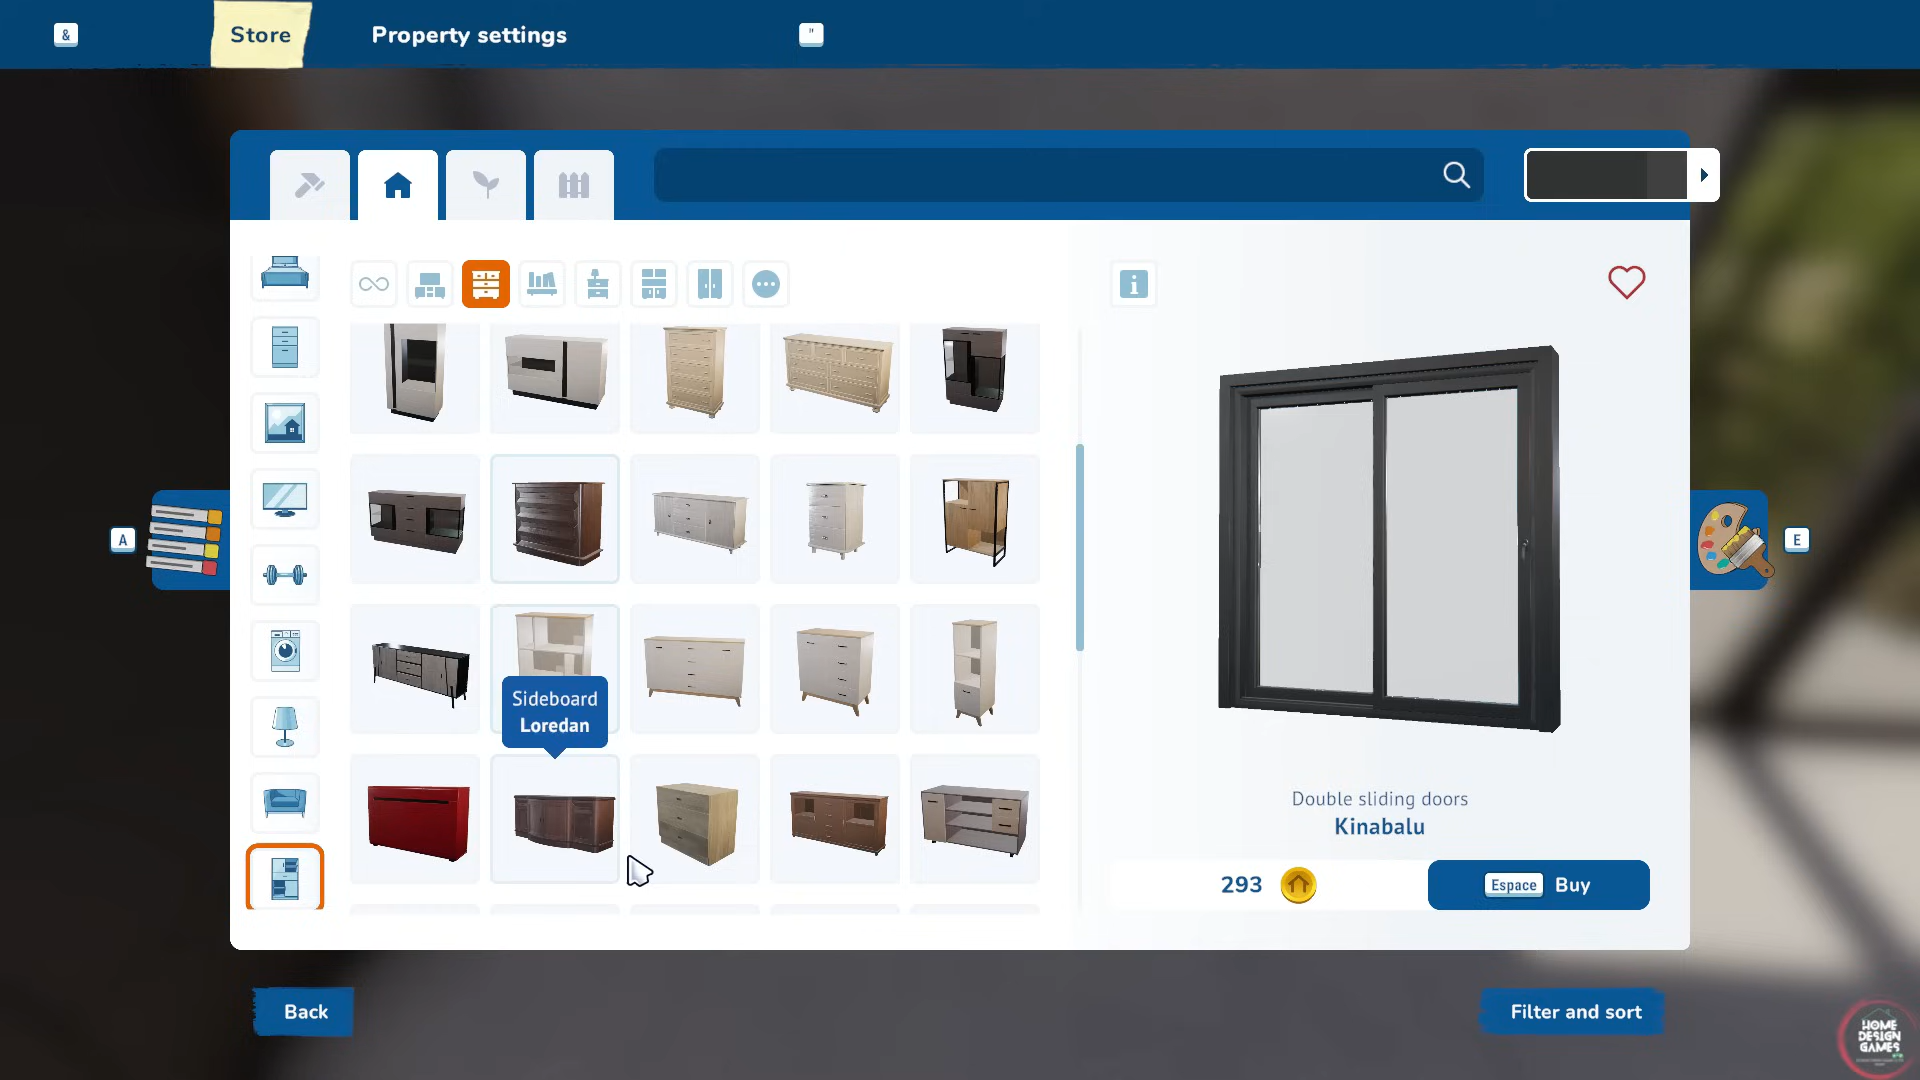 &
Store
Property settings
"
A
E
Sideboard
Loredan
Double sliding doors
Kinabalu
293
Espace Buy
Back
Filter and sort
HOME
DESIGN
GAMES